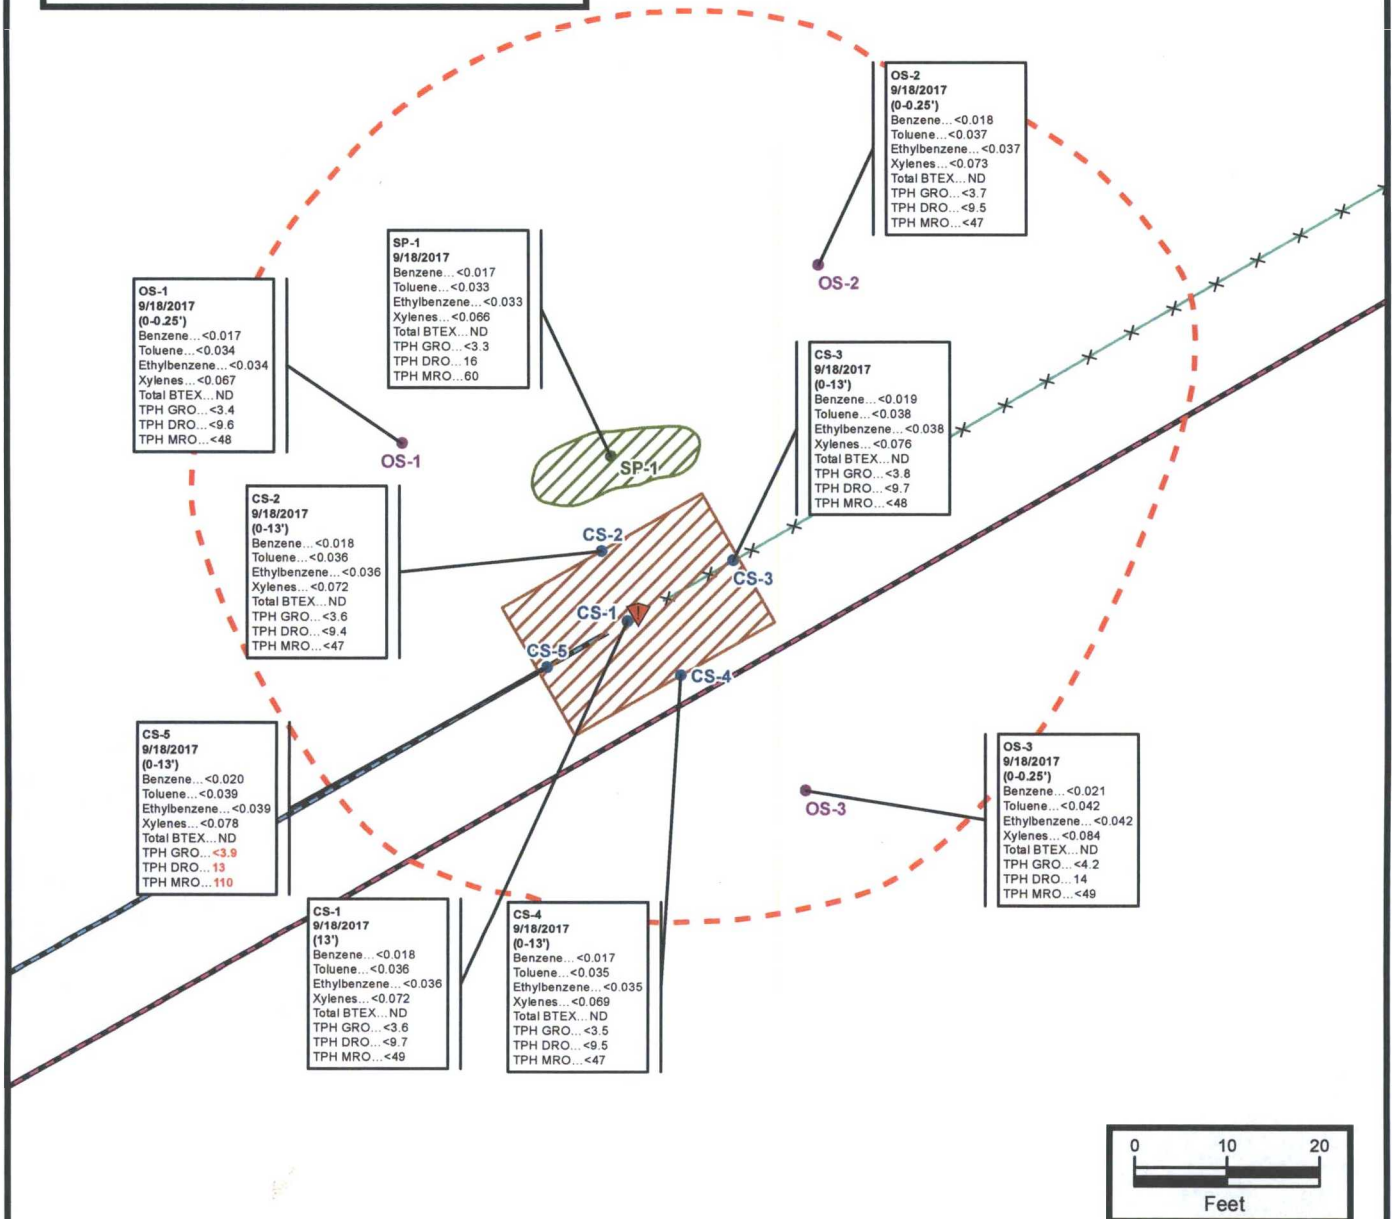 OS-2
9/18/2017
(0-0.25')
Benzene...<0.018
Toluene...<0.037
Ethylbenzene...<0.037
Xylenes...<0.073
Total BTEX...ND
TPH GRO...<3.7
TPH DRO...<9.5
TPH MRO...<47
OS-2
SP-1
9/18/2017
Benzene...<0.017
Toluene...<0.033
Ethylbenzene...<0.033
Xylenes...<0.066
Total BTEX...ND
TPH GRO...<3.3
TPH DRO...16
TPH MRO...60
OS-1
9/18/2017
(0-0.25')
Benzene...<0.017
Toluene...<0.034
Ethylbenzene...<0.034
Xylenes...<0.067
Total BTEX...ND
TPH GRO...<3.4
TPH DRO...<9.6
TPH MRO...<48
OS-1
CS-3
9/18/2017
(0-13')
Benzene...<0.019
Toluene...<0.038
Ethylbenzene...<0.038
Xylenes...<0.076
Total BTEX...ND
TPH GRO...<3.8
TPH DRO...<9.7
TPH MRO...<48
SP-1
CS-2
9/18/2017
(0-13')
Benzene...<0.018
Toluene...<0.036
Ethylbenzene...<0.036
Xylenes...<0.072
Total BTEX...ND
TPH GRO...<3.6
TPH DRO...<9.4
TPH MRO...<47
CS-2
CS-3
CS-1
CS-5
CS-4
CS-5
9/18/2017
(0-13')
Benzene...<0.020
Toluene...<0.039
Ethylbenzene...<0.039
Xylenes...<0.078
Total BTEX...ND
TPH GRO...<3.9
TPH DRO...13
TPH MRO...110
OS-3
OS-3
9/18/2017
(0-0.25')
Benzene...<0.021
Toluene...<0.042
Ethylbenzene...<0.042
Xylenes...<0.084
Total BTEX...ND
TPH GRO...<4.2
TPH DRO...14
TPH MRO...<49
CS-1
9/18/2017
(13')
Benzene...<0.018
Toluene...<0.036
Ethylbenzene...<0.036
Xylenes...<0.072
Total BTEX...ND
TPH GRO...<3.6
TPH DRO...<9.7
TPH MRO...<49
CS-4
9/18/2017
(0-13')
Benzene...<0.017
Toluene...<0.035
Ethylbenzene...<0.035
Xylenes...<0.069
Total BTEX...ND
TPH GRO...<3.5
TPH DRO...<9.5
TPH MRO...<47
0 10 20
Feet